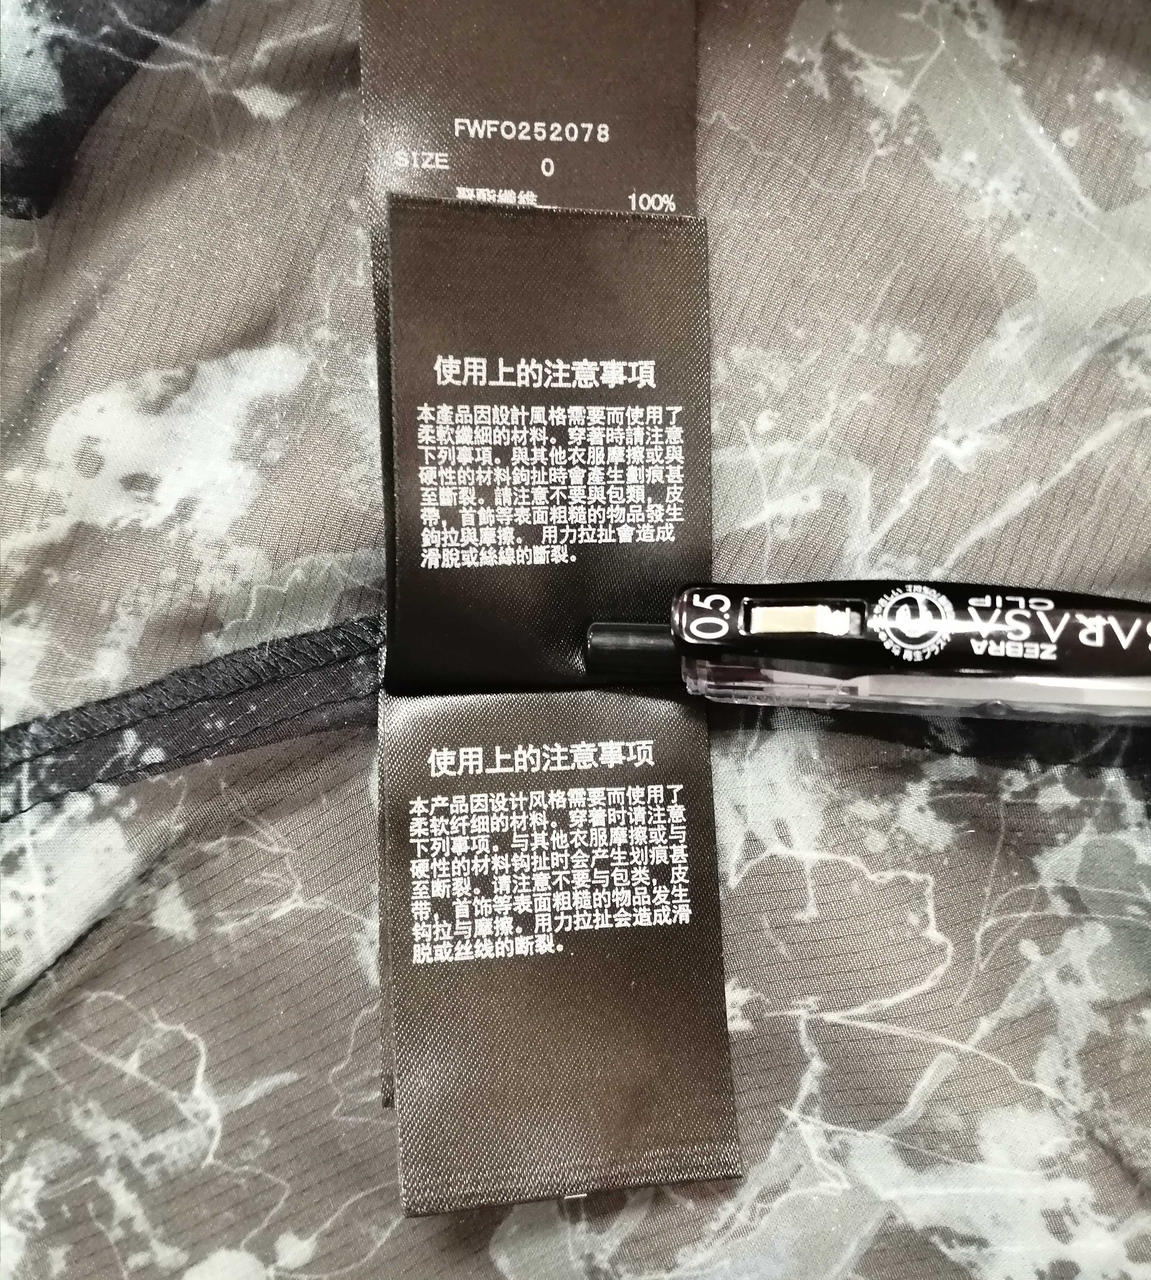 FWFO252078
SIZE 0
聚酯纖維 100%
使用上的注意事項
本產品因設計風格需要而使用了
柔軟纖細的材料。穿著時請注意
下列事項。與其他衣服摩擦或與
硬性的材料鉤扯時會產生劃痕甚
至斷裂。請注意不要與包類，皮
帶，首飾等表面粗糙的物品發生
鉤拉與摩擦。 用力拉扯會造成
滑脫或絲線的斷裂。
0.5
ZEBRA
SARASA
CLiP
使用上的注意事项
本产品因设计风格需要而使用了
柔软纤细的材料。穿着时请注意
下列事项。与其他衣服摩擦或与
硬性的材料钩扯时会产生划痕甚
至断裂。请注意不要与包类，皮
带，首饰等表面粗糙的物品发生
钩拉与摩擦。用力拉扯会造成滑
脱或丝线的断裂。